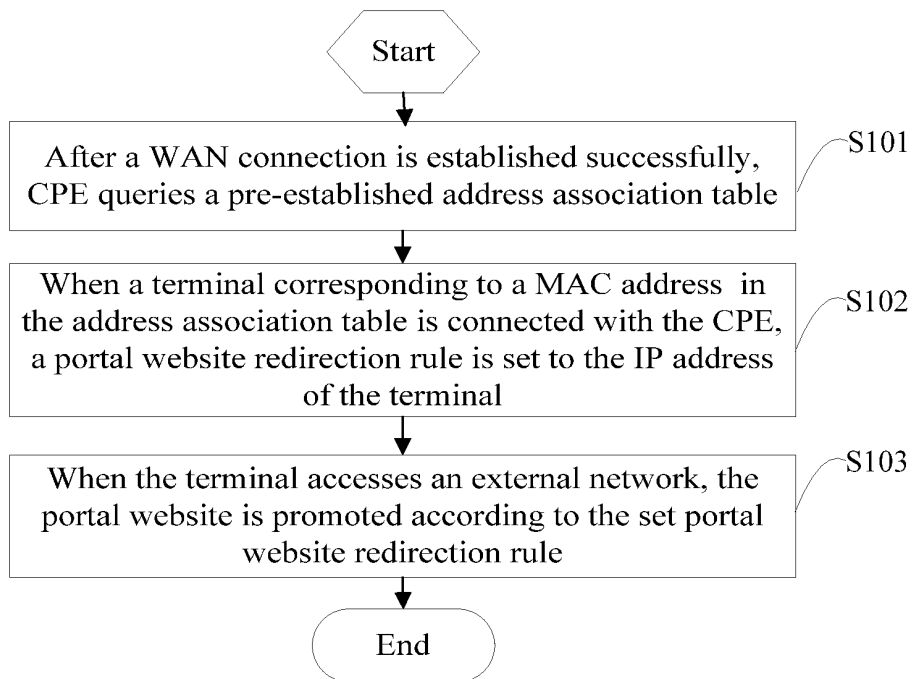 Start
After a WAN connection is established successfully,
CPE queries a pre-established address association table
S101
When a terminal corresponding to a MAC address in
the address association table is connected with the CPE,
a portal website redirection rule is set to the IP address
of the terminal
S102
When the terminal accesses an external network, the
portal website is promoted according to the set portal
website redirection rule
S103
End